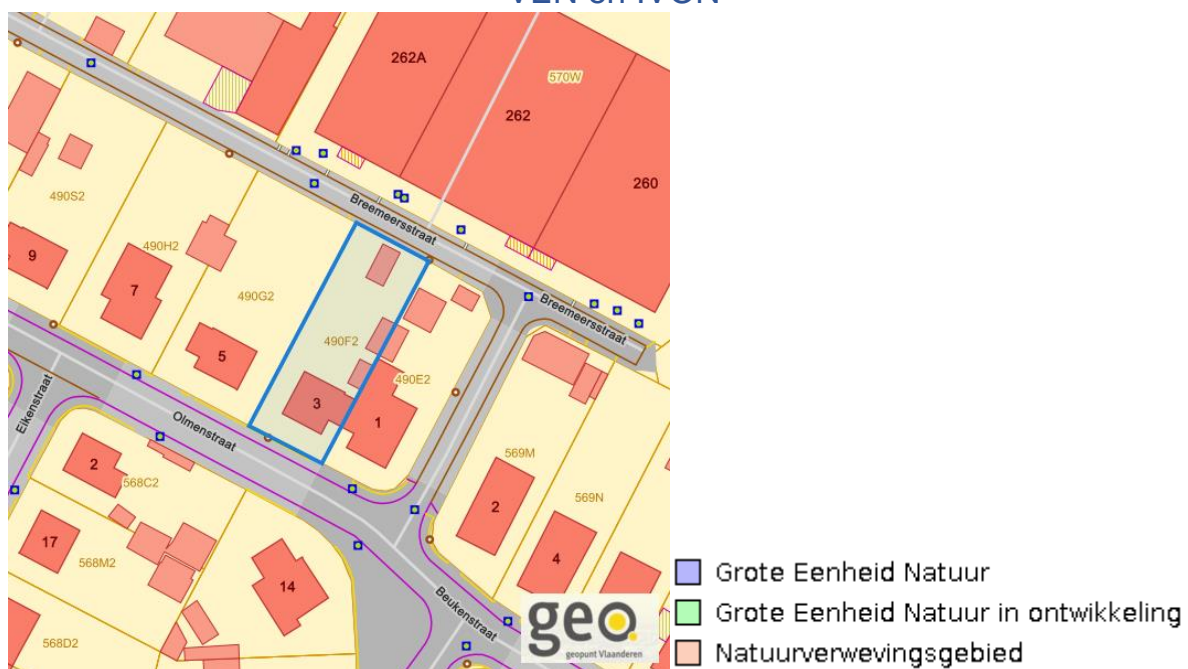 VEN en IVON
262A
570W
262
260
490S2
Breemeersstraat
9
490H2
7
490G2
Breemeersstraat
5
490F2
490E2
3
1
Eikenstraat
Olmenstraat
2
568C2
569M
569N
2
17
568M2
4
14
Beukenstraat
568D2
geo
geopunt Vlaanderen
Grote Eenheid Natuur
Grote Eenheid Natuur in ontwikkeling
Natuurverwevingsgebied